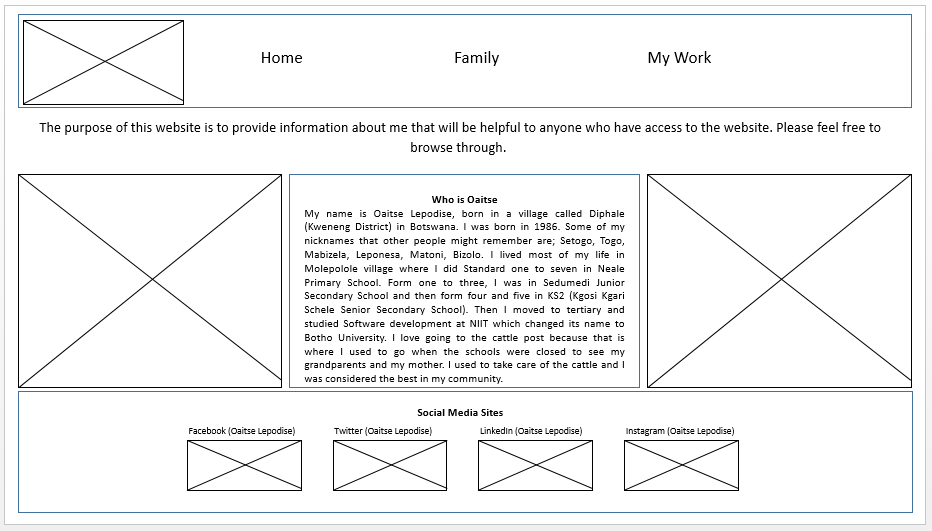 Home Family My Work
The purpose of this website is to provide information about me that will be helpful to anyone who have access to the website. Please feel free to
browse through.
Who is Oaitse
My name is Oaitse Lepodise, born in a village called Diphale
(Kweneng District) in Botswana. I was born in 1986. Some of my
nicknames that other people might remember are; Setogo, Togo,
Mabizela, Leponesa, Matoni, Bizolo. I lived most of my life in
Molepolole village where I did Standard one to seven in Neale
Primary School. Form one to three, I was in Sedumedi Junior
Secondary School and then form four and five in KS2 (Kgosi Kgari
Schele Senior Secondary School). Then I moved to tertiary and
studied Software development at NIIT which changed its name to
Botho University. I love going to the cattle post because that is
where I used to go when the schools were closed to see my
grandparents and my mother. I used to take care of the cattle and I
was considered the best in my community.
Social Media Sites
Facebook (Oaitse Lepodise) Twitter (Oaitse Lepodise) LinkedIn (Oaitse Lepodise) Instagram (Oaitse Lepodise)